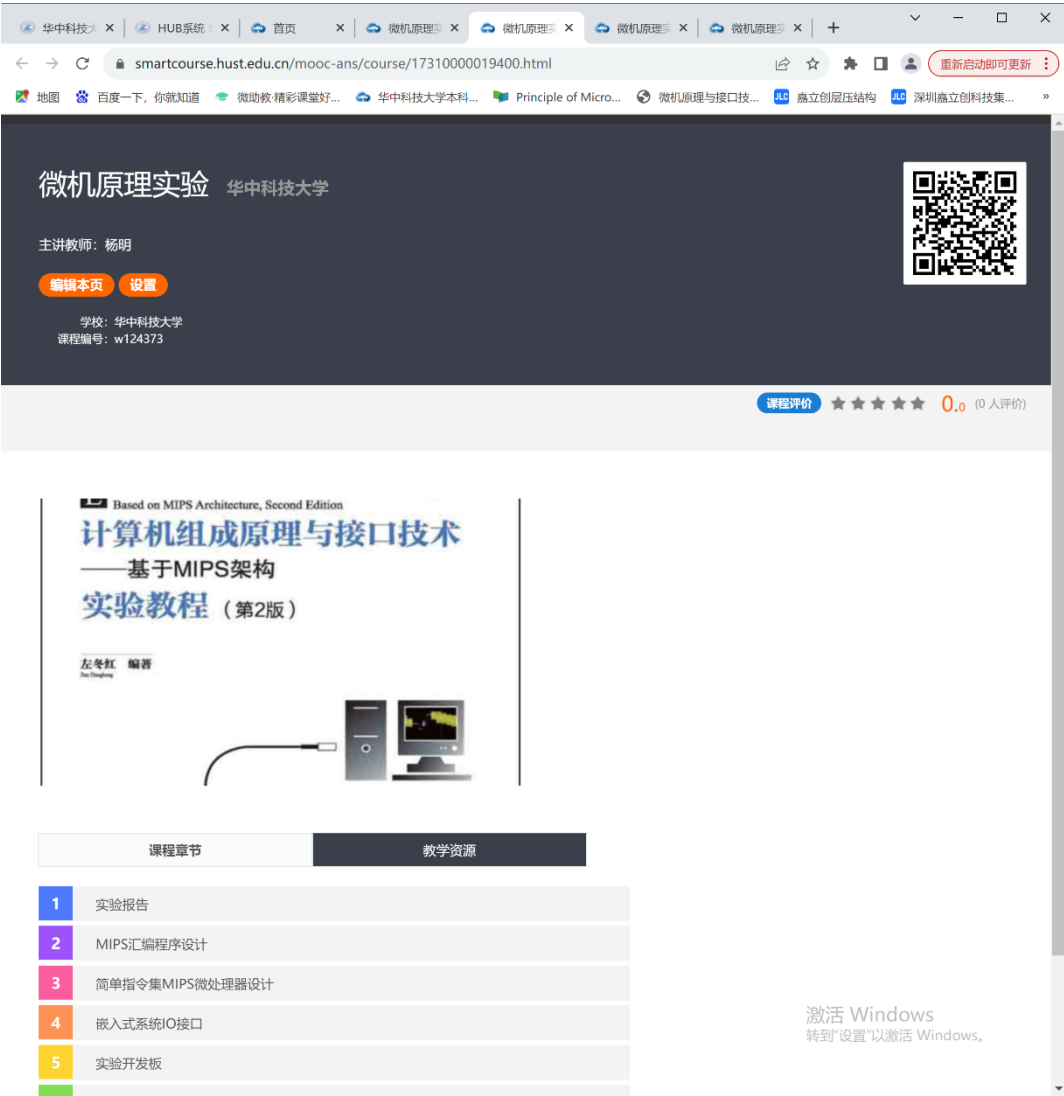 华中科技大
HUB系统
首页
微机原理实
微机原理实
微机原理实
微机原理实
smartcourse.hust.edu.cn/mooc-ans/course/17310000019400.html
重新启动即可更新
地图
百度一下，你就知道
微助教·精彩课堂好...
华中科技大学本科...
Principle of Micro...
微机原理与接口技...
JLC
嘉立创层压结构
JLC
深圳嘉立创科技集...
»
微机原理实验 华中科技大学
主讲教师：杨明
编辑本页 设置
学校：华中科技大学
课程编号：w124373
课程评价 0.0 (0 人评价)
Based on MIPS Architecture, Second Edition
计算机组成原理与接口技术
——基于MIPS架构
实验教程（第2版）
左冬红 编著
Zuo Donghong
课程章节 教学资源
1 实验报告
2 MIPS汇编程序设计
3 简单指令集MIPS微处理器设计
4 嵌入式系统IO接口
5 实验开发板
激活 Windows
转到"设置"以激活 Windows。